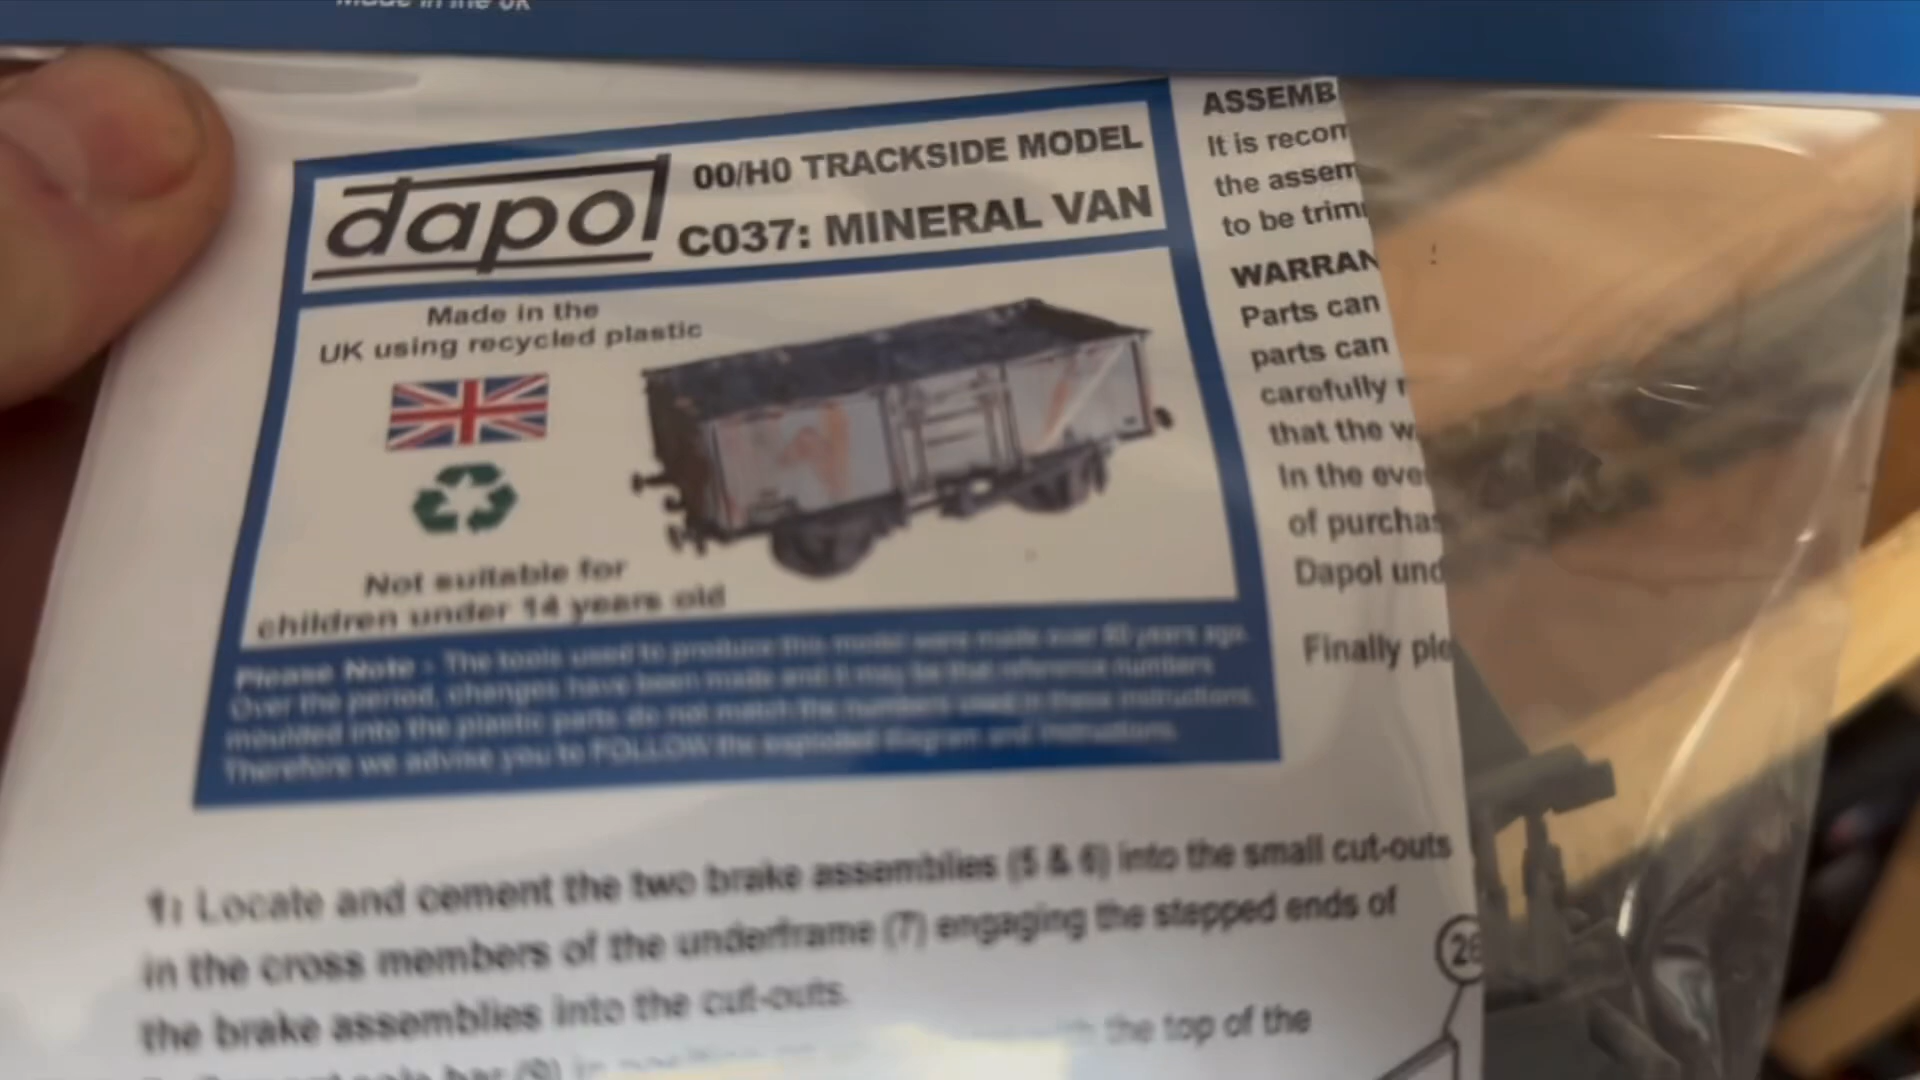 Made in the UK
dapol
00/H0 TRACKSIDE MODEL
C037: MINERAL VAN
Made in the
UK using recycled plastic
Not suitable for
children under 14 years old
Please Note - The tools used to produce this model were made over years ago.
Over the period, changes have been made and it may be that reference numbers
moulded into the plastic parts do not match the numbers used in these instructions.
Therefore we advise you to FOLLOW the exploded diagram and instructions.
ASSEMB
It is recom
the assem
to be trim
WARRAN
Parts can
parts can
carefully r
that the w
In the eve
of purchas
Dapol und
Finally ple
1: Locate and cement the two brake assemblies (5 & 6) into the small cut-outs
in the cross members of the underframe (7) engaging the stepped ends of
the brake assemblies into the cut-outs.
26
the top of the
bar (9) in